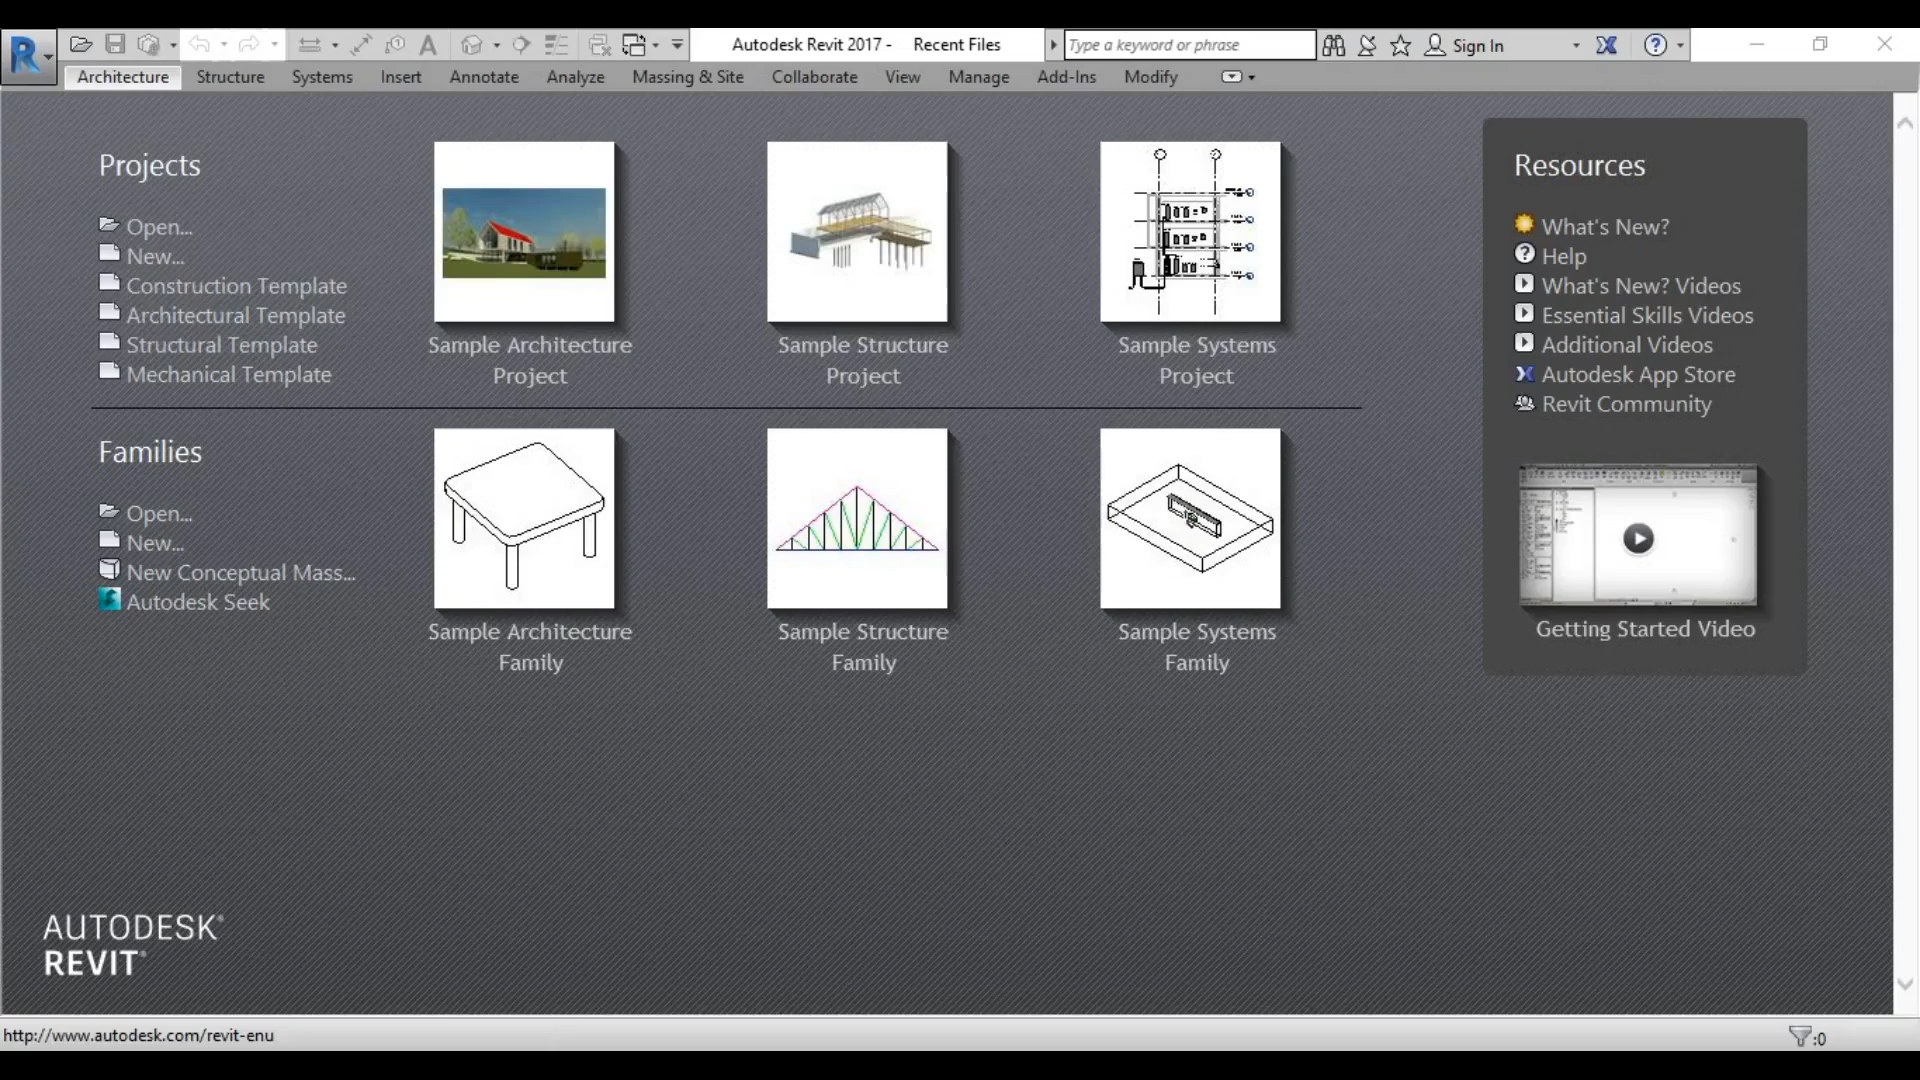 Autodesk Revit 2017 - Recent Files
Type a keyword or phrase
Sign In
Architecture Structure Systems Insert Annotate Analyze Massing & Site Collaborate View Manage Add-Ins Modify
Projects
Open...
New...
Construction Template
Architectural Template
Structural Template
Mechanical Template
Sample Architecture
Project
Sample Structure
Project
Sample Systems
Project
Families
Open...
New...
New Conceptual Mass...
Autodesk Seek
Sample Architecture
Family
Sample Structure
Family
Sample Systems
Family
Resources
What's New?
Help
What's New? Videos
Essential Skills Videos
Additional Videos
Autodesk App Store
Revit Community
Getting Started Video
AUTODESK®
REVIT®
http://www.autodesk.com/revit-enu
:0